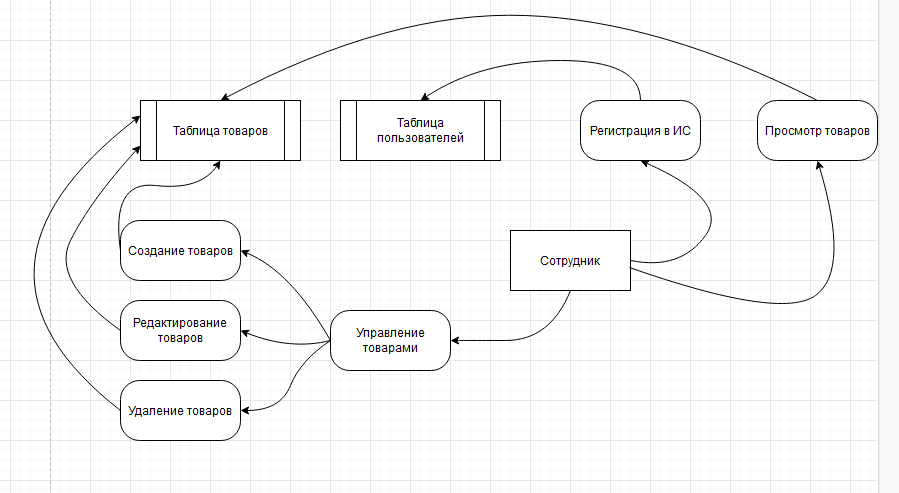 Таблица товаров
Таблица
пользователей
Регистрация в ИС
Просмотр товаров
Создание товаров
Сотрудник
Редактирование
товаров
Управление
товарами
Удаление товаров